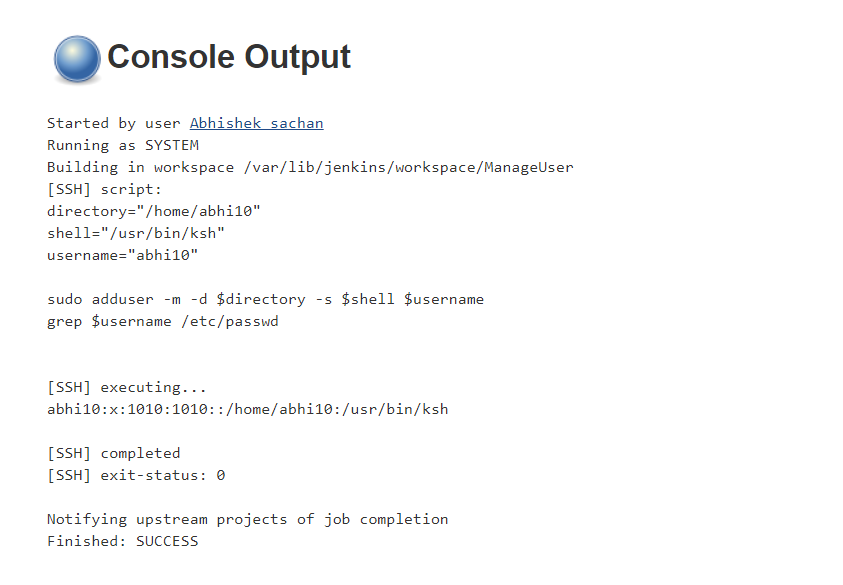 Console Output
Started by user Abhishek sachan
Running as SYSTEM
Building in workspace /var/lib/jenkins/workspace/ManageUser
[SSH] script:
directory="/home/abhi10"
shell="/usr/bin/ksh"
username="abhi10"
sudo adduser -m -d $directory -s $shell $username
grep $username /etc/passwd
[SSH] executing...
abhi10:x:1010:1010::/home/abhi10:/usr/bin/ksh
[SSH] completed
[SSH] exit-status: 0
Notifying upstream projects of job completion
Finished: SUCCESS